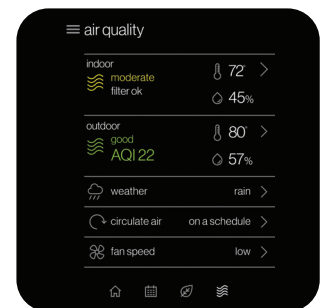 air quality
indoor
moderate
filter ok
72°
45%
outdoor
good
AQI 22
80°
57%
weather rain
circulate air on a schedule
fan speed low